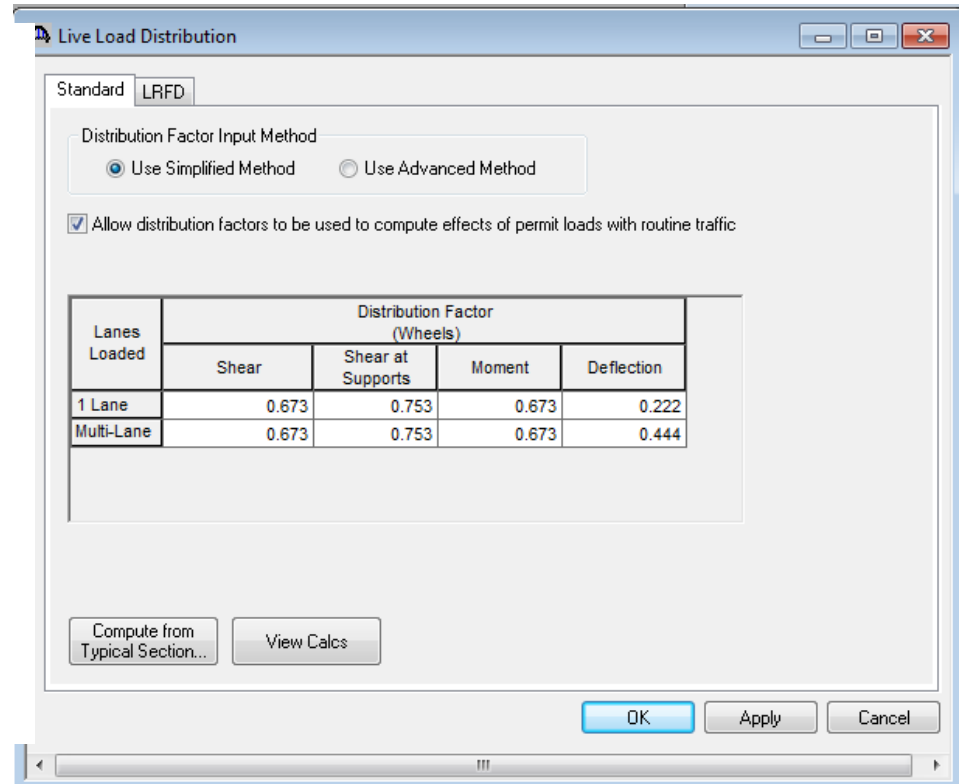 Live Load Distribution
Standard LRFD
Distribution Factor Input Method
Use Simplified Method Use Advanced Method
Allow distribution factors to be used to compute effects of permit loads with routine traffic
Lanes Loaded
Distribution Factor
(Wheels)
Shear Shear at Supports Moment Deflection
1 Lane 0.673 0.753 0.673 0.222
Multi-Lane 0.673 0.753 0.673 0.444
Compute from
Typical Section...
View Calcs
OK Apply Cancel